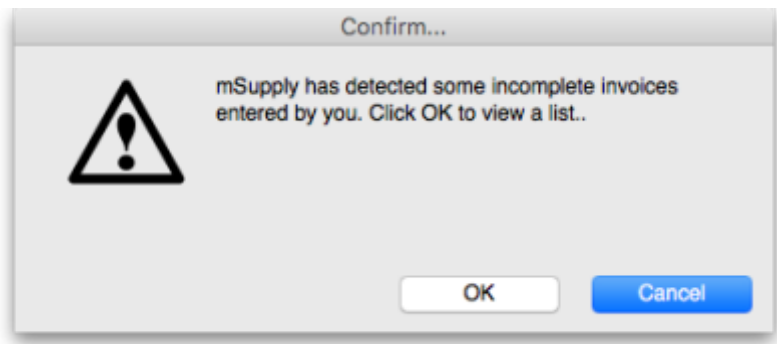 Confirm...
mSupply has detected some incomplete invoices
entered by you. Click OK to view a list..
OK
Cancel